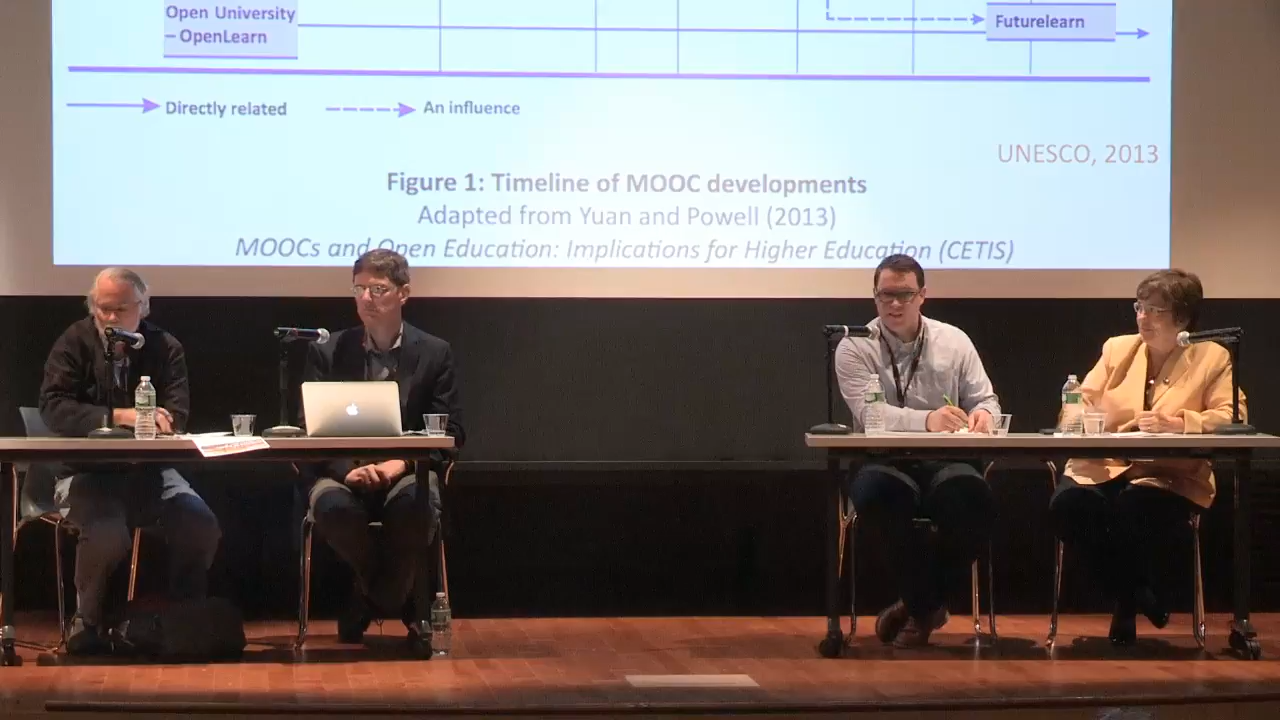 Open University
– OpenLearn
Futurelearn
Directly related
An influence
UNESCO, 2013
Figure 1: Timeline of MOOC developments
Adapted from Yuan and Powell (2013)
MOOCs and Open Education: Implications for Higher Education (CETIS)